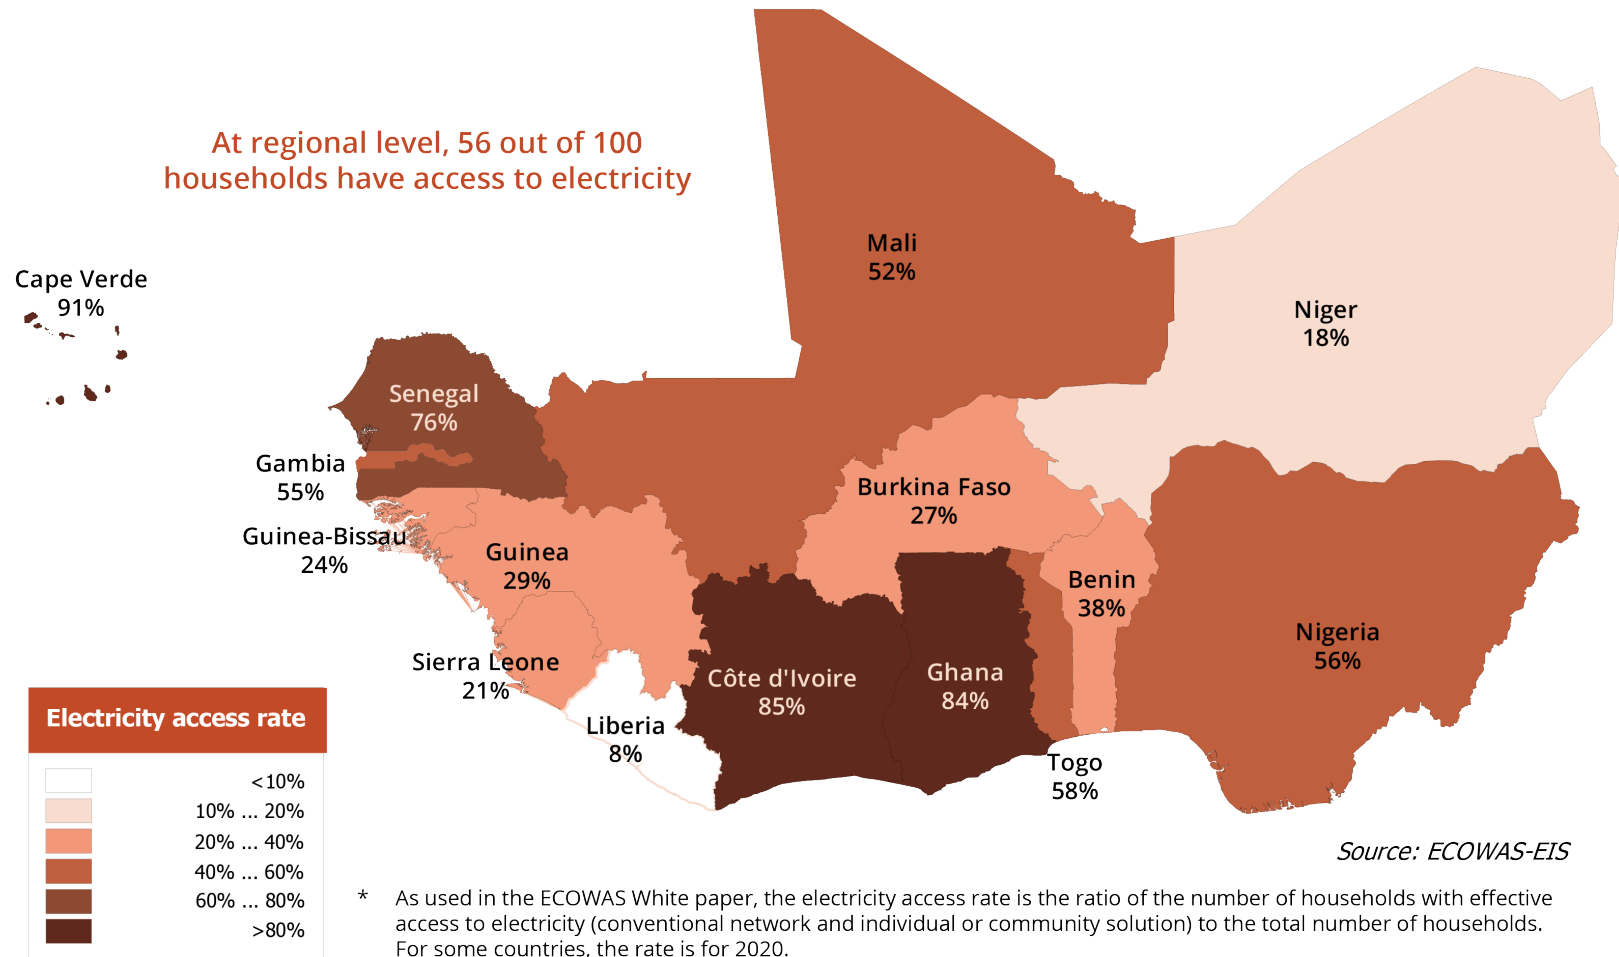 At regional level, 56 out of 100
households have access to electricity
Mali
52%
Cape Verde
91%
Niger
18%
Senegal
76%
Gambia
55%
Burkina Faso
27%
Guinea-Bissau
24%
Guinea
29%
Benin
38%
Nigeria
56%
Sierra Leone
21%
Côte d'Ivoire
85%
Ghana
84%
Liberia
8%
Togo
58%
Electricity access rate
<10%
10% ... 20%
20% ... 40%
40% ... 60%
60% ... 80%
>80%
Source: ECOWAS-EIS
* As used in the ECOWAS White paper, the electricity access rate is the ratio of the number of households with effective
access to electricity (conventional network and individual or community solution) to the total number of households.
For some countries, the rate is for 2020.